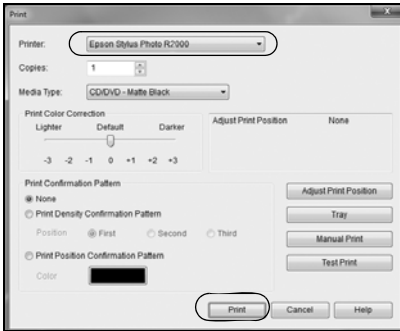 Print
Printer: Epson Stylus Photo R2000
Copies: 1
Media Type: CD/DVD - Matte Black
Print Color Correction
Lighter Default Darker
-3 -2 -1 0 +1 +2 +3
Adjust Print Position None
Print Confirmation Pattern
None
Print Density Confirmation Pattern
Position First Second Third
Print Position Confirmation Pattern
Color
Adjust Print Position
Tray
Manual Print
Test Print
Print Cancel Help